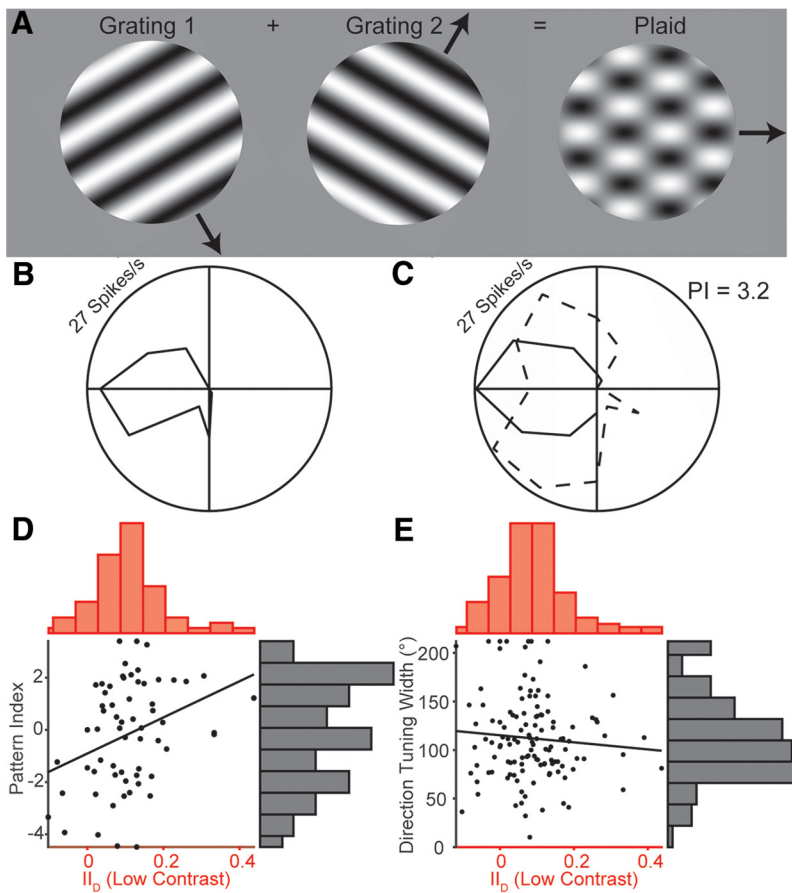 A
Grating 1 + Grating 2 = Plaid
B
27 Spikes/s
C
27 Spikes/s
PI = 3.2
D
Pattern Index
2
0
-2
-4
0 0.2 0.4
II_D (Low Contrast)
E
Direction Tuning Width (°)
200
150
100
50
0
0 0.2 0.4
II_D (Low Contrast)